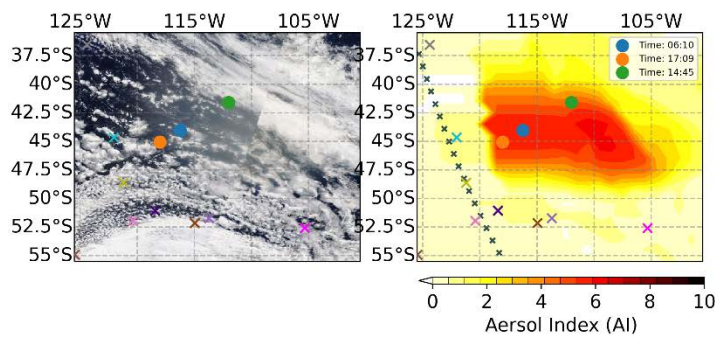 125°W 115°W 105°W 125°W 115°W 105°W
37.5°S 37.5°S
Time: 06:10
Time: 17:09
Time: 14:45
40°S 40°S
42.5°S 42.5°S
45°S 45°S
47.5°S 47.5°S
50°S 50°S
52.5°S 52.5°S
55°S 55°S
0 2 4 6 8 10
Aersol Index (AI)